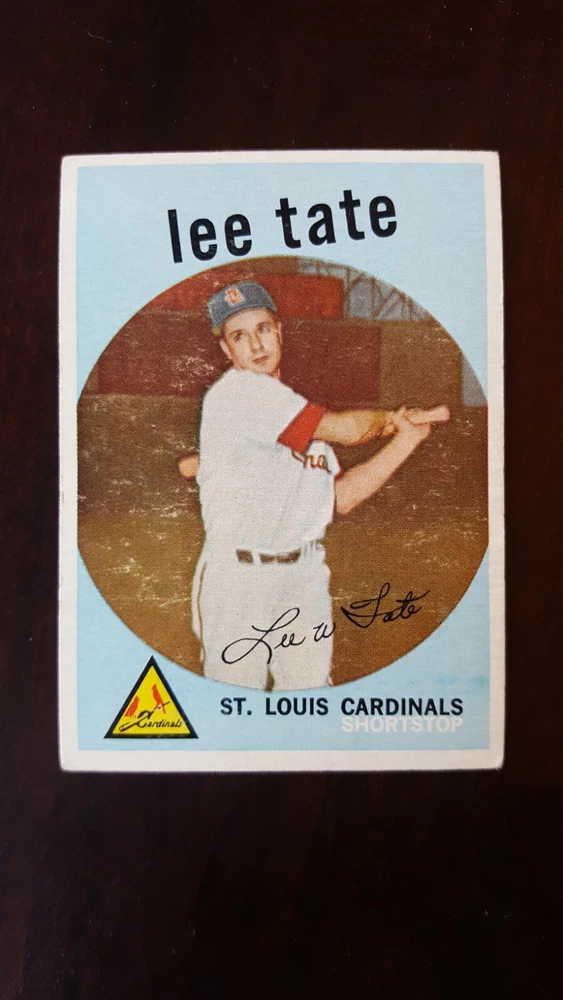 lee tate
Lee W Tate
Cardinals
ST. LOUIS CARDINALS
SHORTSTOP